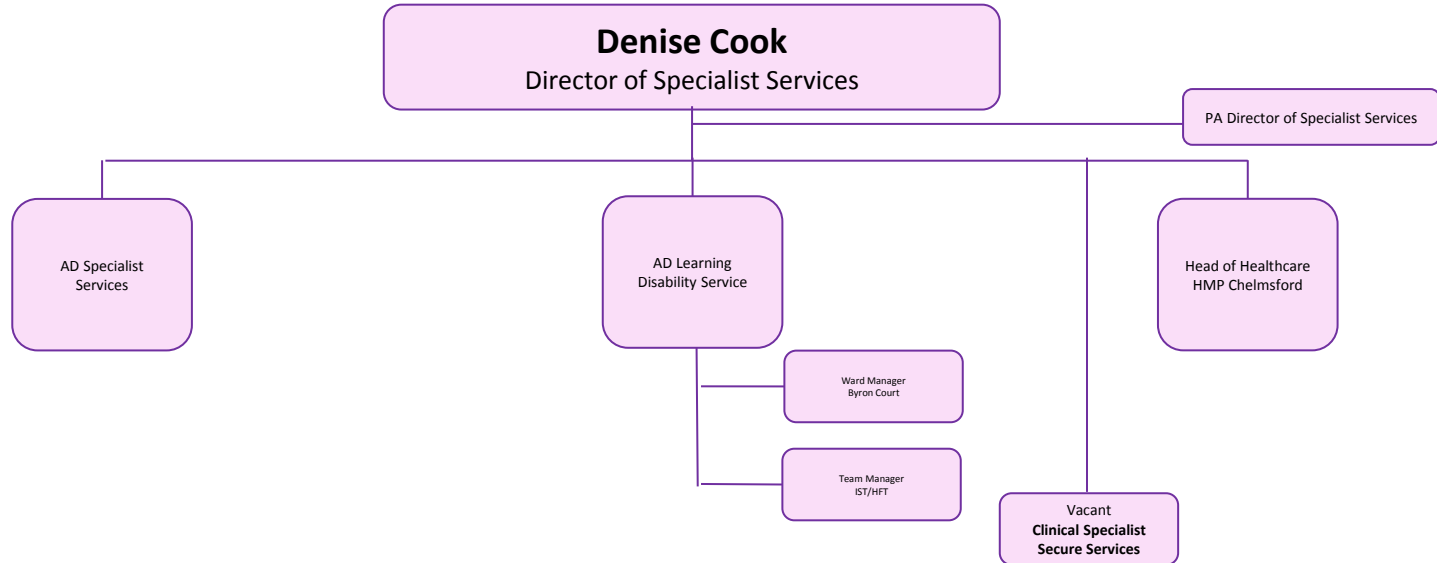 Denise Cook
Director of Specialist Services
PA Director of Specialist Services
AD Specialist
Services
AD Learning
Disability Service
Head of Healthcare
HMP Chelmsford
Ward Manager
Byron Court
Team Manager
IST/HFT
Vacant
Clinical Specialist
Secure Services